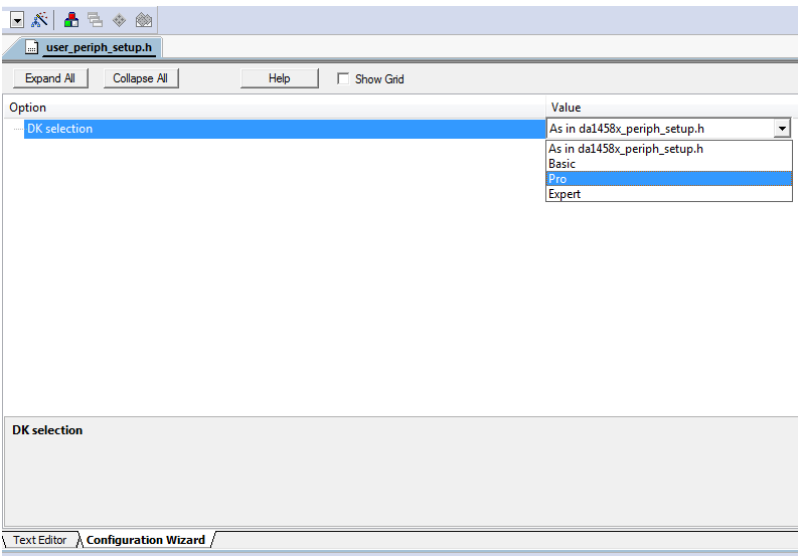 user_periph_setup.h
Expand All Collapse All Help Show Grid
Option Value
DK selection As in da1458x_periph_setup.h
As in da1458x_periph_setup.h
Basic
Pro
Expert
DK selection
Text Editor Configuration Wizard